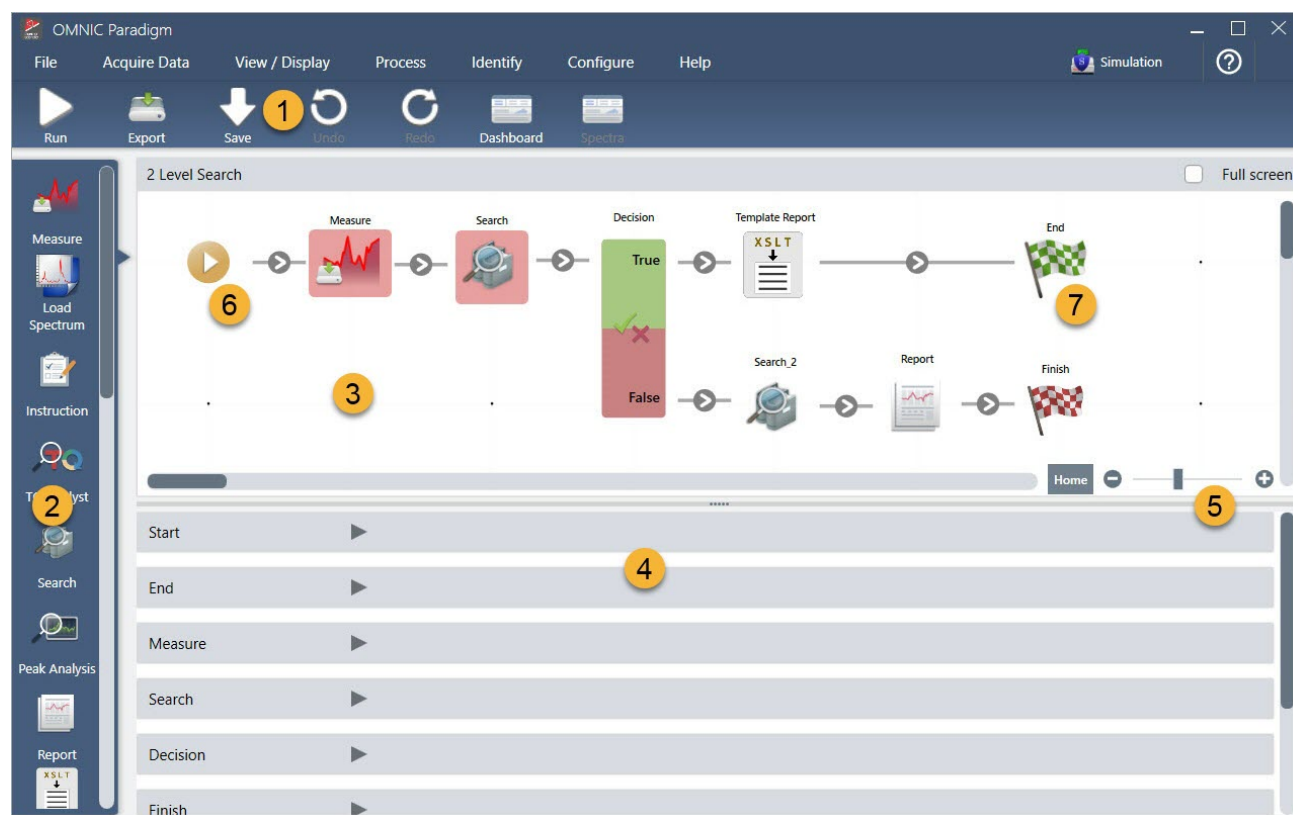 OMNIC Paradigm
File Acquire Data View / Display Process Identify Configure Help Simulation ?
1
Run Export Save Undo Redo Dashboard Spectra
2 Level Search Full screen
Measure
Load
Spectrum
Instruction
2
Search
Peak Analysis
Report
XSLT
Measure Search Decision Template Report End
XSLT
True
6
7
3
Search_2 Report Finish
False
Home
5
Start
4
End
Measure
Search
Decision
Finish